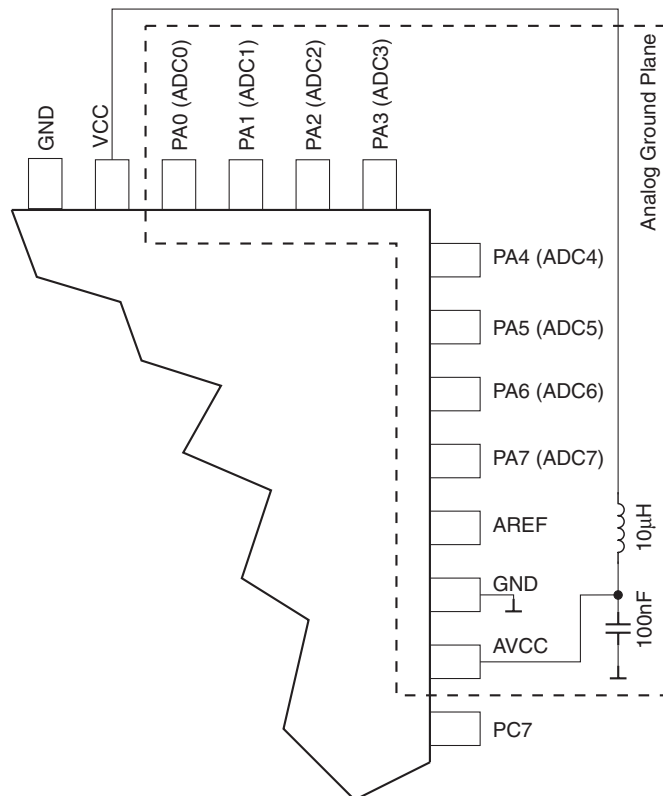 GND
VCC
PA0 (ADC0)
PA1 (ADC1)
PA2 (ADC2)
PA3 (ADC3)
Analog Ground Plane
PA4 (ADC4)
PA5 (ADC5)
PA6 (ADC6)
PA7 (ADC7)
AREF
10μH
GND
AVCC
100nF
PC7